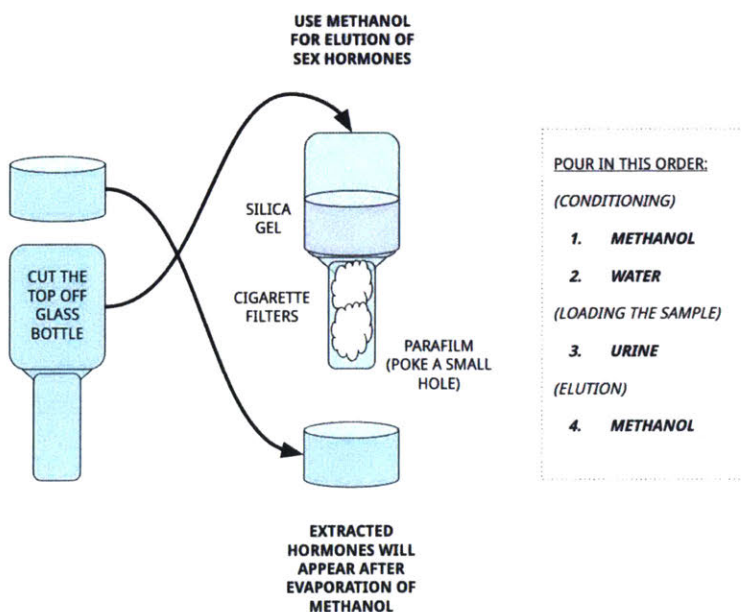 USE METHANOL
FOR ELUTION OF
SEX HORMONES
SILICA
GEL
CUT THE
TOP OFF
GLASS
BOTTLE
CIGARETTE
FILTERS
PARAFILM
(POKE A SMALL
HOLE)
EXTRACTED
HORMONES WILL
APPEAR AFTER
EVAPORATION OF
METHANOL
POUR IN THIS ORDER:
(CONDITIONING)
1. METHANOL
2. WATER
(LOADING THE SAMPLE)
3. URINE
(ELUTION)
4. METHANOL